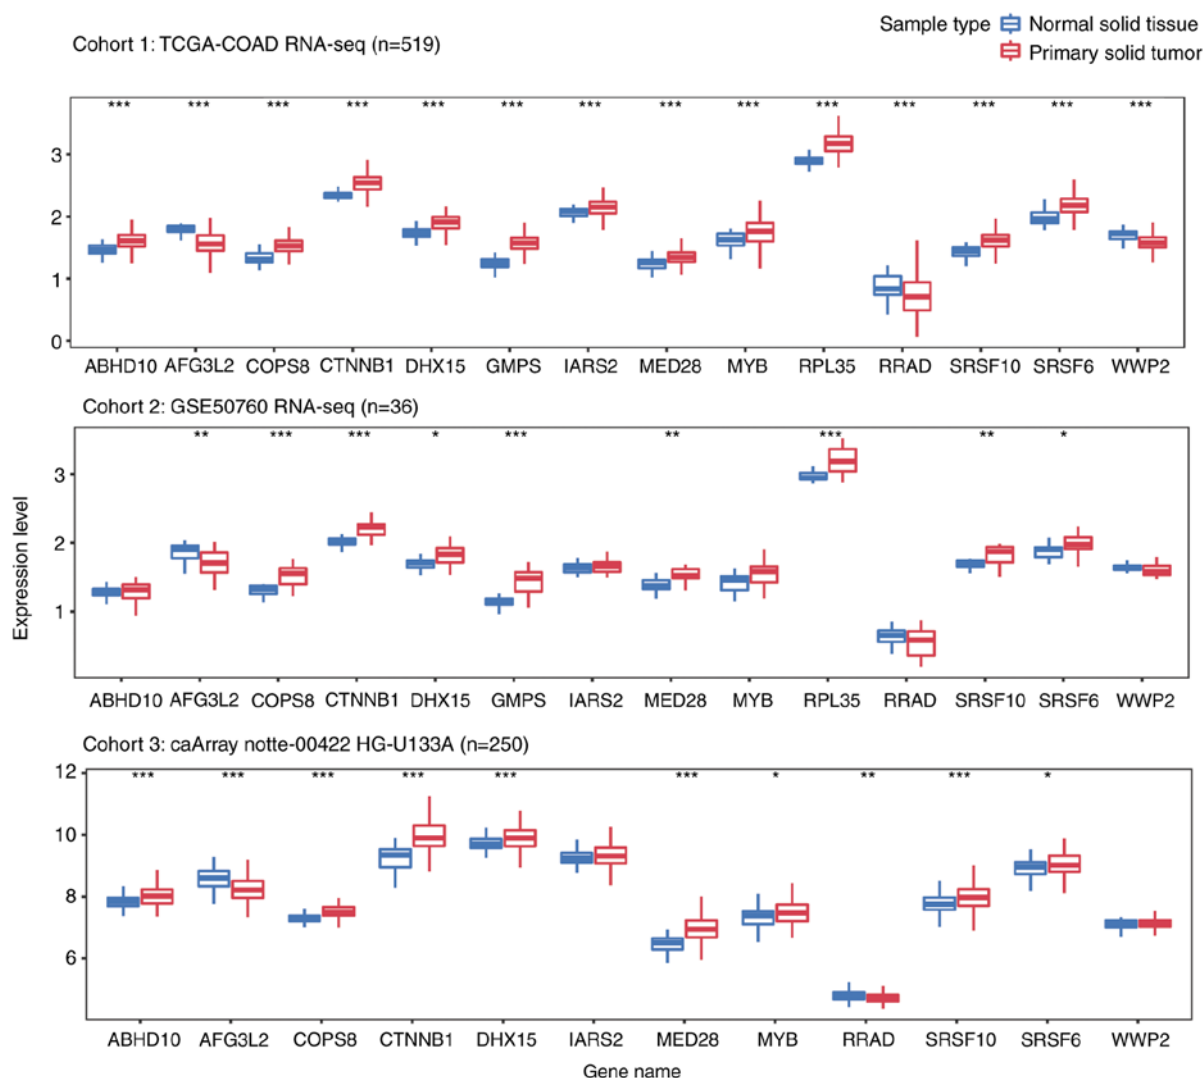 Cohort 1: TCGA-COAD RNA-seq (n=519)
Sample type Normal solid tissue
Primary solid tumor
*** *** *** *** *** *** *** *** *** *** *** *** *** ***
3
2
1
0
ABHD10 AFG3L2 COPS8 CTNNB1 DHX15 GMPS IARS2 MED28 MYB RPL35 RRAD SRSF10 SRSF6 WWP2
Cohort 2: GSE50760 RNA-seq (n=36)
** *** *** * *** ** *** ** *
3
2
1
Expression level
ABHD10 AFG3L2 COPS8 CTNNB1 DHX15 GMPS IARS2 MED28 MYB RPL35 RRAD SRSF10 SRSF6 WWP2
Cohort 3: caArray notte-00422 HG-U133A (n=250)
*** *** *** *** *** *** * ** *** *
12
10
8
6
ABHD10 AFG3L2 COPS8 CTNNB1 DHX15 IARS2 MED28 MYB RRAD SRSF10 SRSF6 WWP2
Gene name